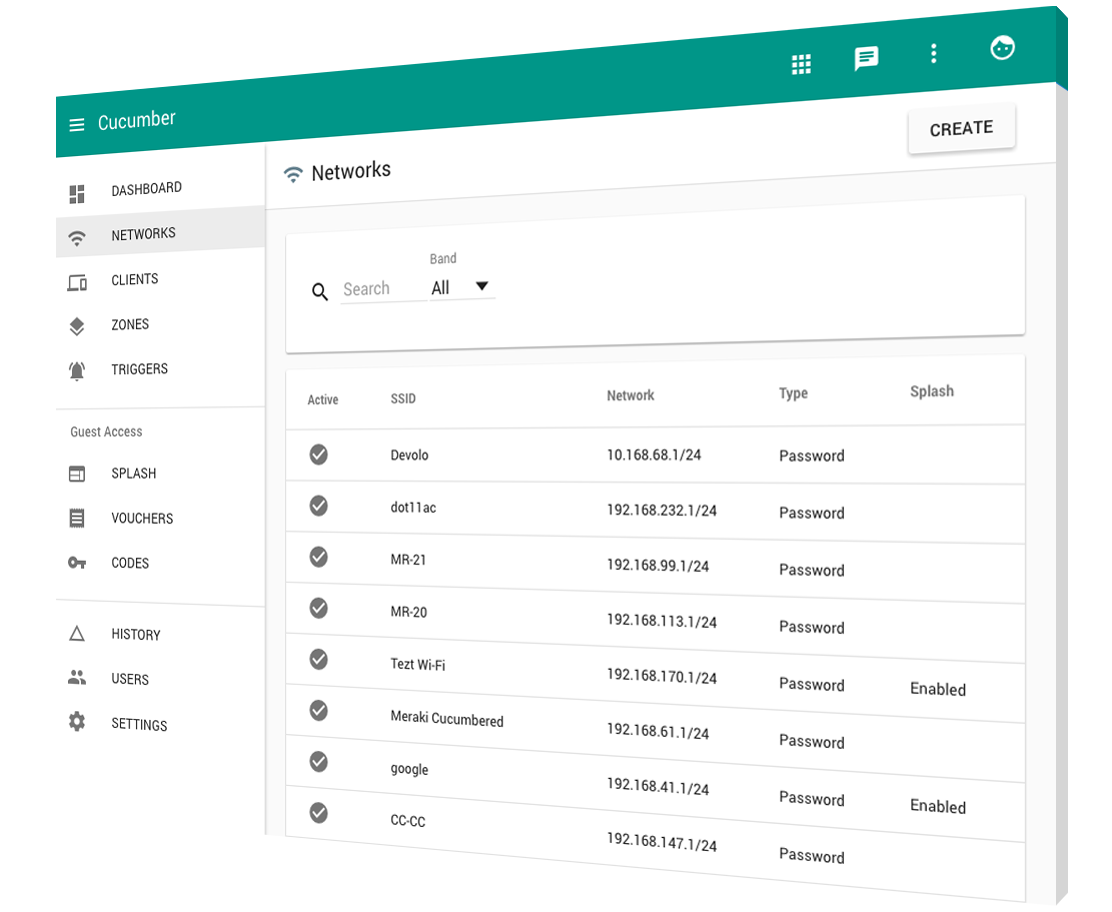 Cucumber
DASHBOARD
NETWORKS
CLIENTS
ZONES
TRIGGERS
Guest Access
SPLASH
VOUCHERS
CODES
HISTORY
USERS
SETTINGS
Networks
CREATE
Band
Search All
Active SSID Network Type Splash
Devolo 10.168.68.1/24 Password
dot11ac 192.168.232.1/24 Password
MR-21 192.168.99.1/24 Password
MR-20 192.168.113.1/24 Password
Tezt Wi-Fi 192.168.170.1/24 Password Enabled
Meraki Cucumbered 192.168.61.1/24 Password
google 192.168.41.1/24 Password Enabled
CC-CC 192.168.147.1/24 Password